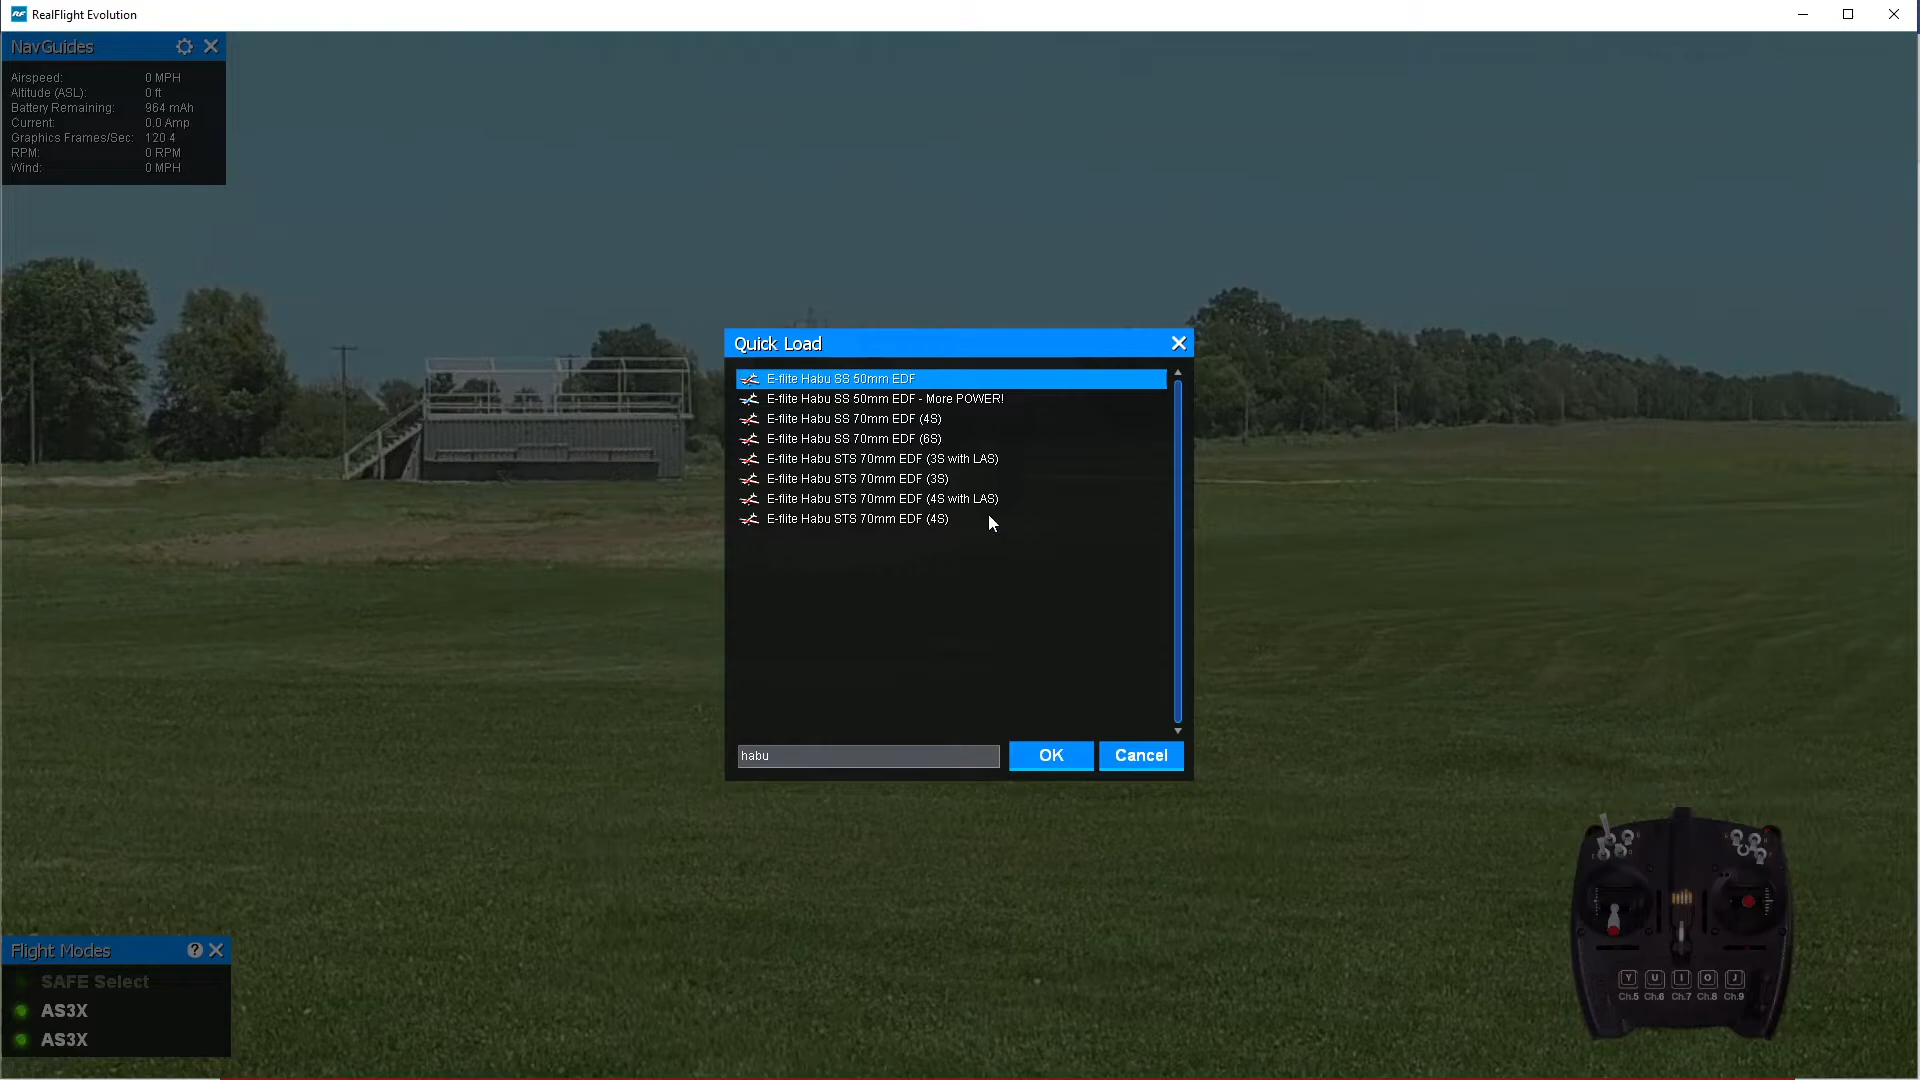 RealFlight Evolution
NavGuides
Airspeed: 0 MPH
Altitude (ASL): 0 ft
Battery Remaining: 964 mAh
Current: 0.0 Amp
Graphics Frames/Sec: 120.4
RPM: 0 RPM
Wind: 0 MPH
Quick Load
E-flite Habu SS 50mm EDF
E-flite Habu SS 50mm EDF - More POWER!
E-flite Habu SS 70mm EDF (4S)
E-flite Habu SS 70mm EDF (6S)
E-flite Habu STS 70mm EDF (3S with LAS)
E-flite Habu STS 70mm EDF (3S)
E-flite Habu STS 70mm EDF (4S with LAS)
E-flite Habu STS 70mm EDF (4S)
habu
OK
Cancel
Flight Modes ?
SAFE Select
AS3X
AS3X
Y U I O J
Ch.5 Ch.6 Ch.7 Ch.8 Ch.9